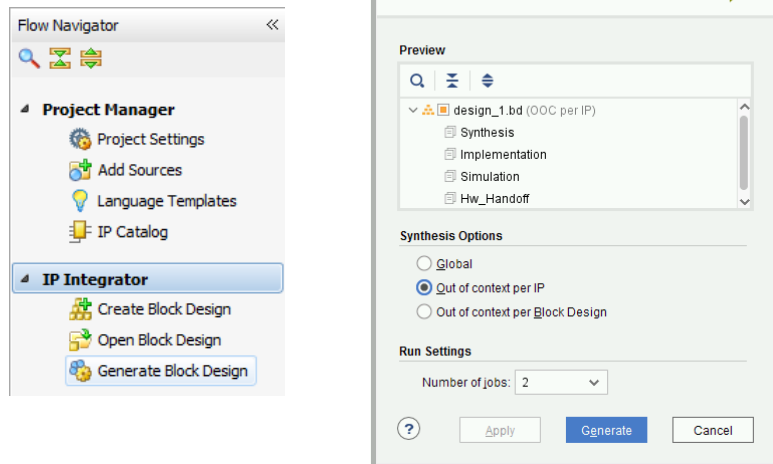 Flow Navigator
Project Manager
Project Settings
Add Sources
Language Templates
IP Catalog
IP Integrator
Create Block Design
Open Block Design
Generate Block Design
Preview
design_1.bd (OOC per IP)
Synthesis
Implementation
Simulation
Hw_Handoff
Synthesis Options
Global
Out of context per IP
Out of context per Block Design
Run Settings
Number of jobs: 2
? Apply Generate Cancel